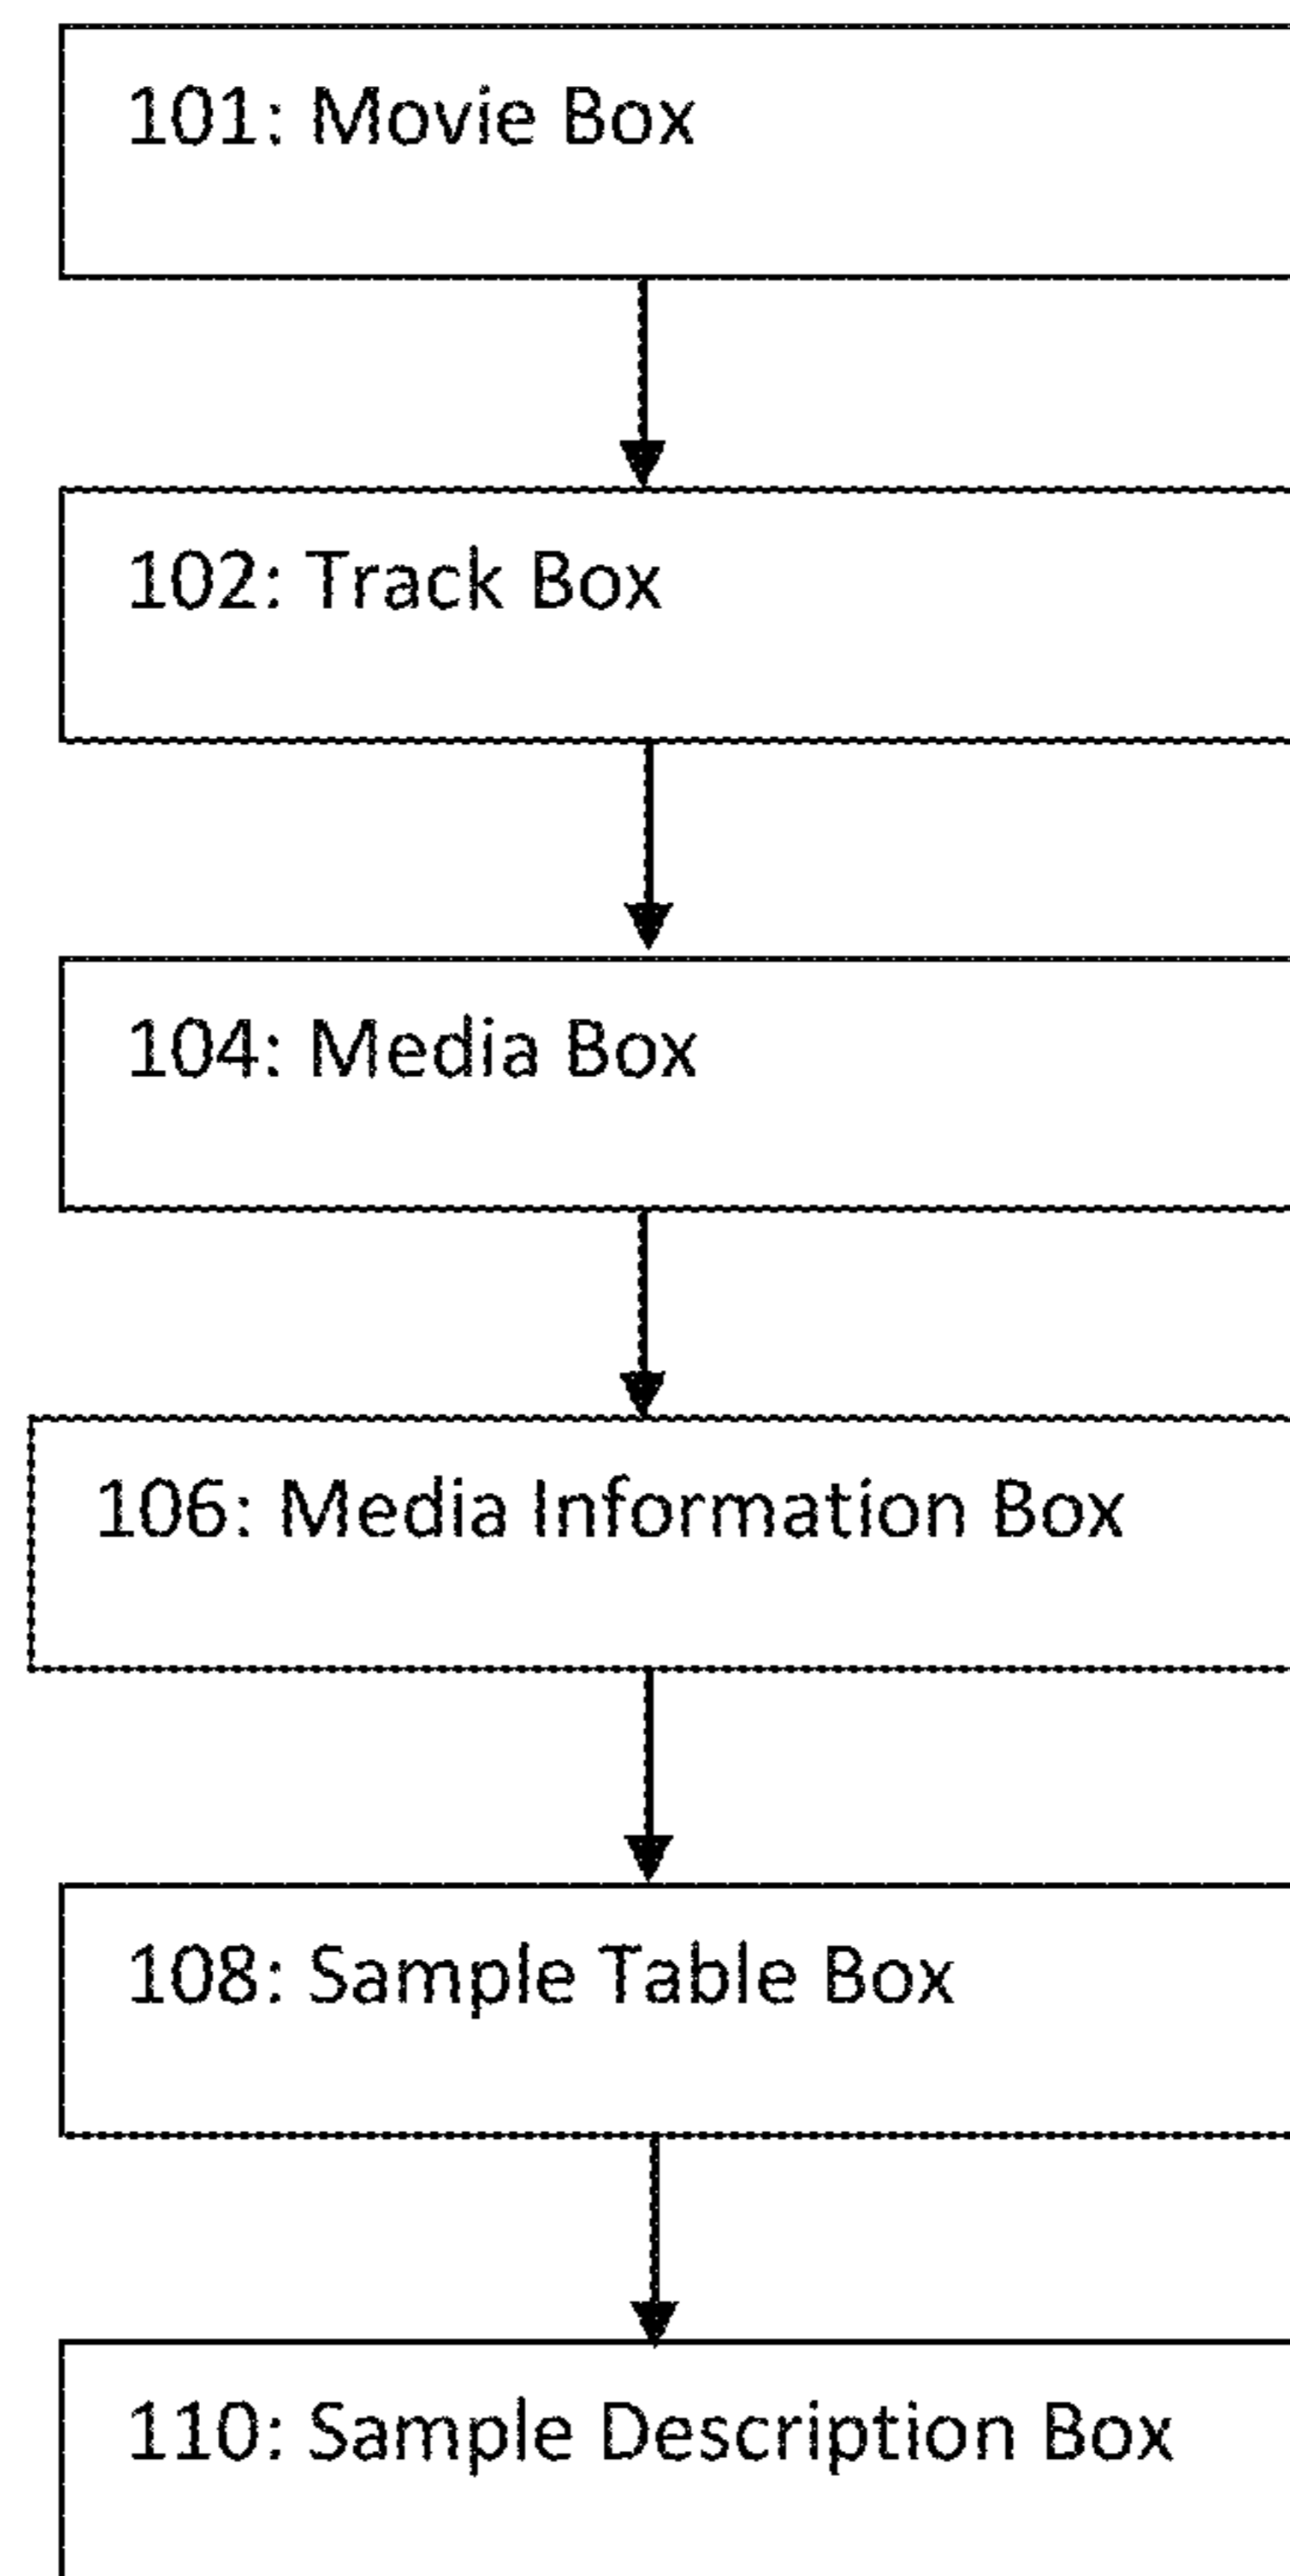 101: Movie Box
102: Track Box
104: Media Box
106: Media Information Box
108: Sample Table Box
110: Sample Description Box